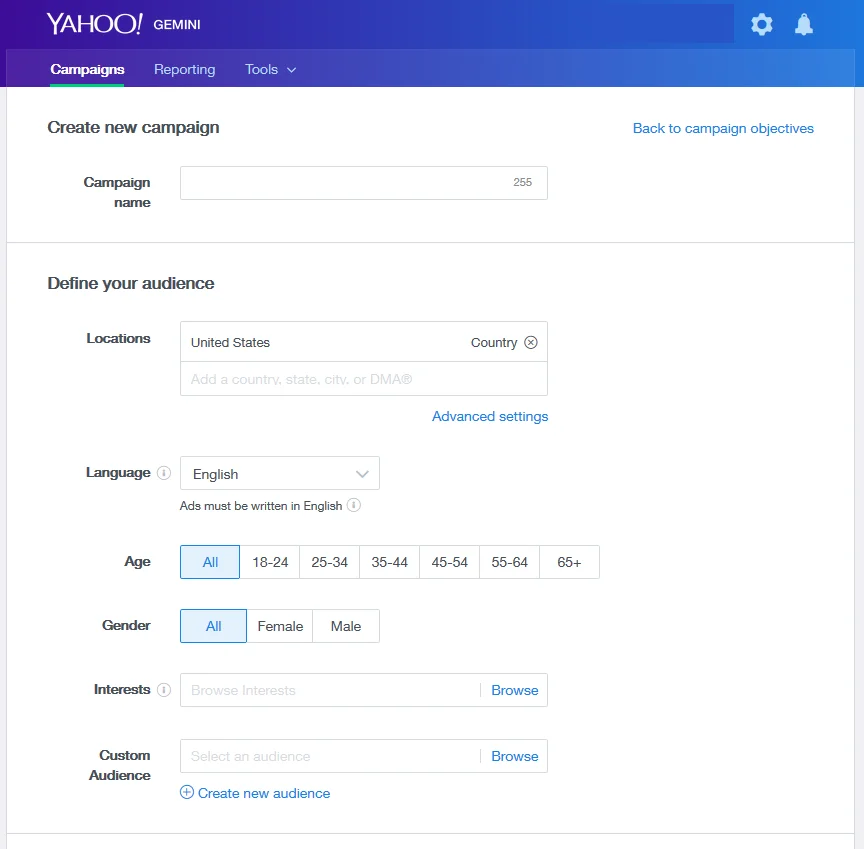 YAHOO! GEMINI
Campaigns Reporting Tools
Create new campaign Back to campaign objectives
Campaign name 255
Define your audience
Locations United States Country
Add a country, state, city, or DMA®
Advanced settings
Language English
Ads must be written in English
Age All 18-24 25-34 35-44 45-54 55-64 65+
Gender All Female Male
Interests Browse Interests Browse
Custom Audience Select an audience Browse
Create new audience